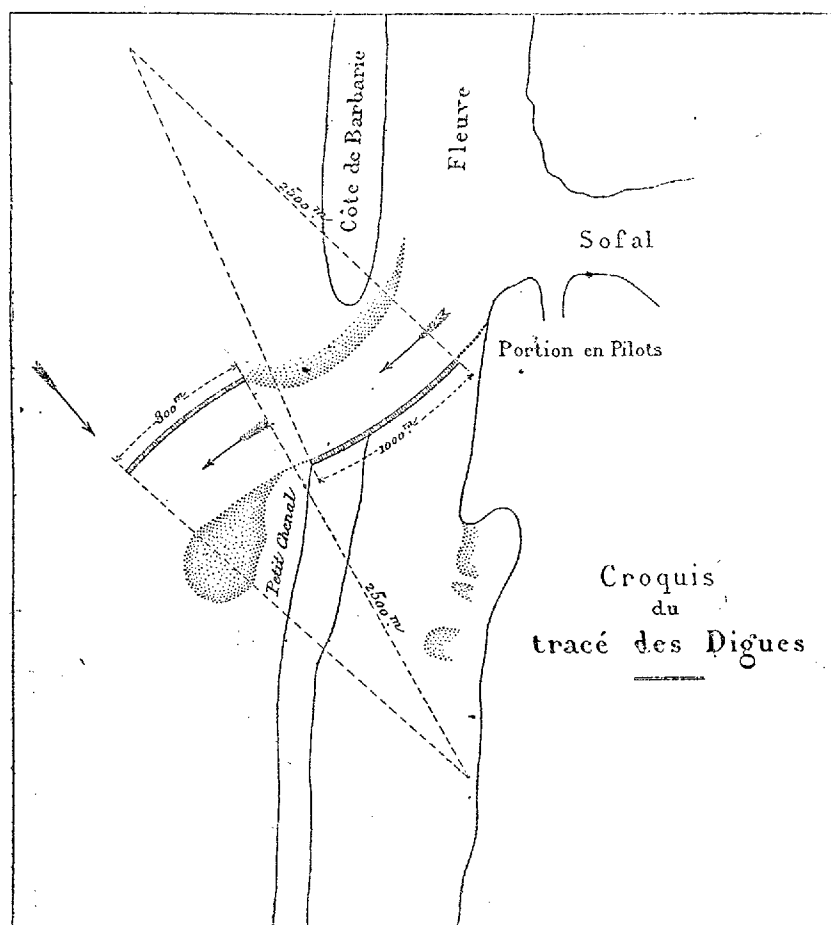 Côte de Barbarie
Fleuve
2500 m
Sofal
Portion en Pilots
800 m
1000 m
Petit Chenal
2500 m
Croquis
du
tracé des Digues